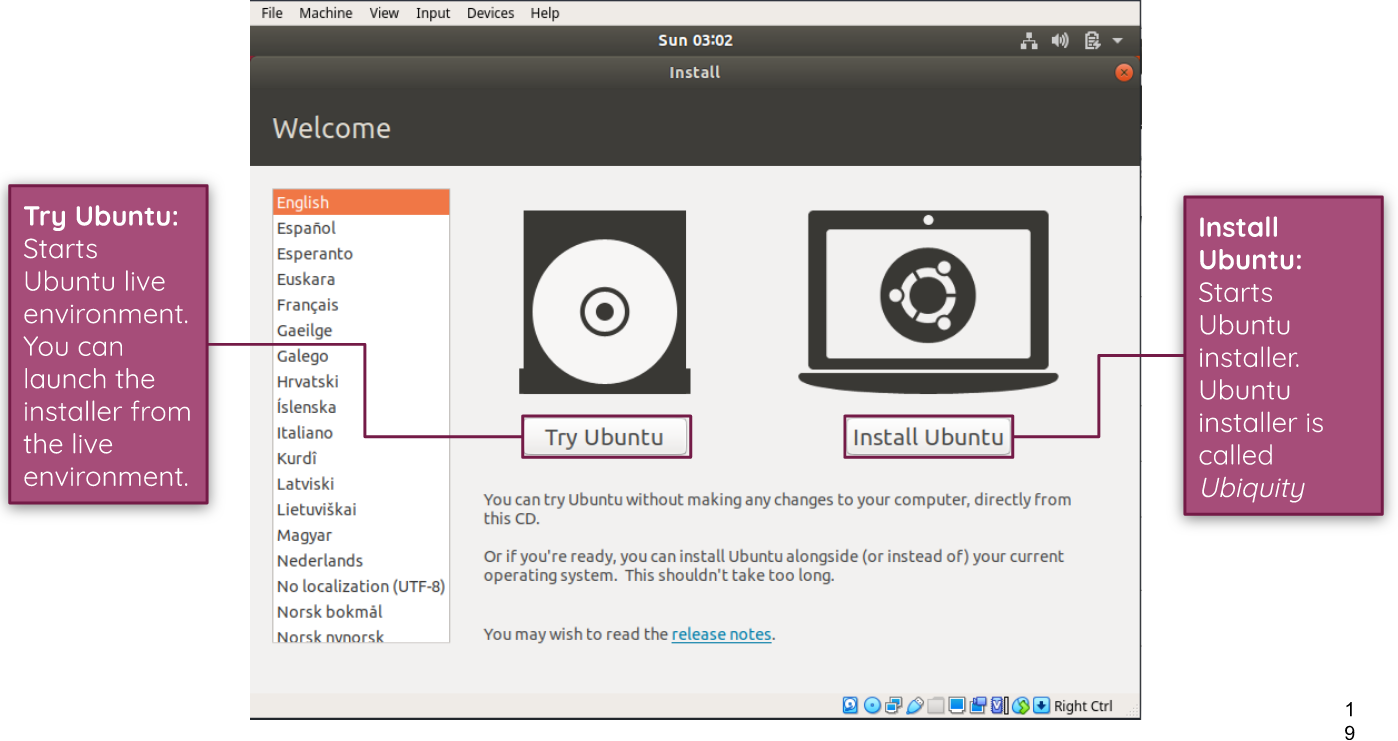 File Machine View Input Devices Help
Sun 03:02
Install
Welcome
Try Ubuntu:
Starts
Ubuntu live
environment.
You can
launch the
installer from
the live
environment.
English
Español
Esperanto
Euskara
Français
Gaeilge
Galego
Hrvatski
Íslenska
Italiano
Kurdî
Latviski
Lietuviškai
Magyar
Nederlands
No localization (UTF-8)
Norsk bokmål
Norsk nynorsk
Try Ubuntu
Install Ubuntu
You can try Ubuntu without making any changes to your computer, directly from
this CD.
Or if you're ready, you can install Ubuntu alongside (or instead of) your current
operating system. This shouldn't take too long.
You may wish to read the release notes.
Install
Ubuntu:
Starts
Ubuntu
installer.
Ubuntu
installer is
called
Ubiquity
Right Ctrl
1
9